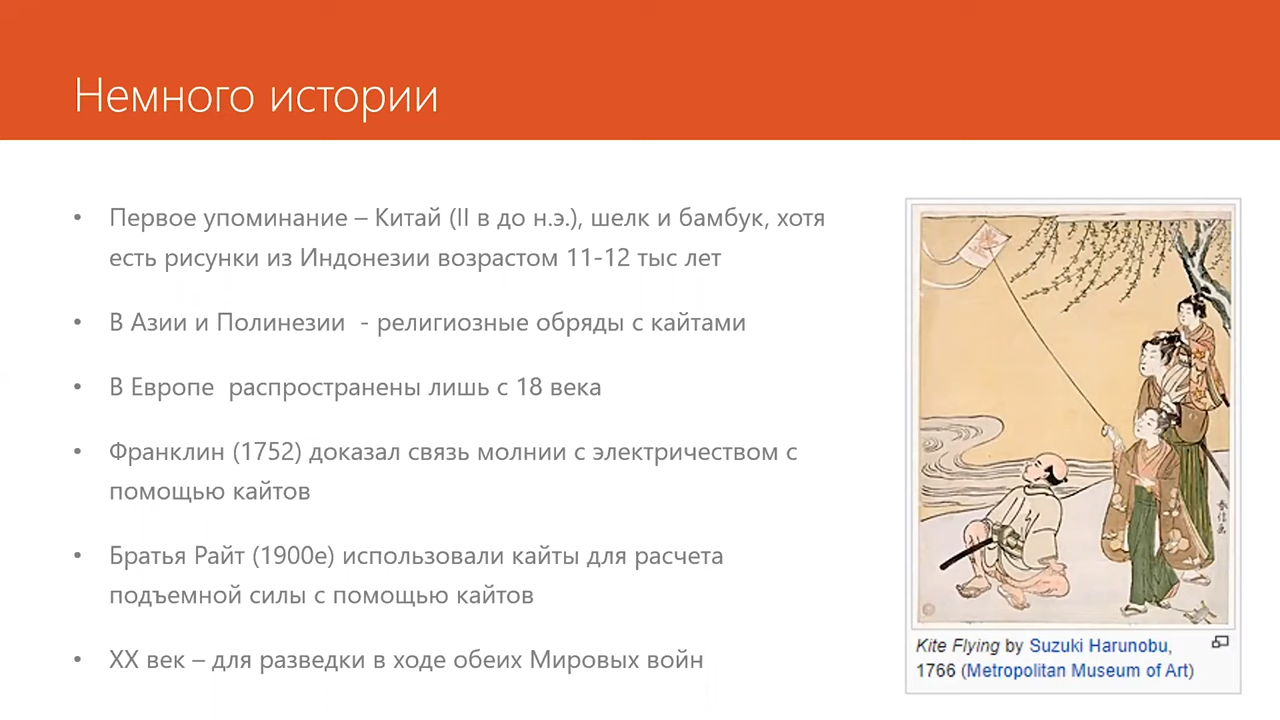 Немного истории
• Первое упоминание – Китай (II в до н.э.), шелк и бамбук, хотя
есть рисунки из Индонезии возрастом 11-12 тыс лет
• В Азии и Полинезии - религиозные обряды с кайтами
• В Европе распространены лишь с 18 века
• Франклин (1752) доказал связь молнии с электричеством с
помощью кайтов
• Братья Райт (1900е) использовали кайты для расчета
подъемной силы с помощью кайтов
• XX век – для разведки в ходе обеих Мировых войн
Kite Flying by Suzuki Harunobu,
1766 (Metropolitan Museum of Art)